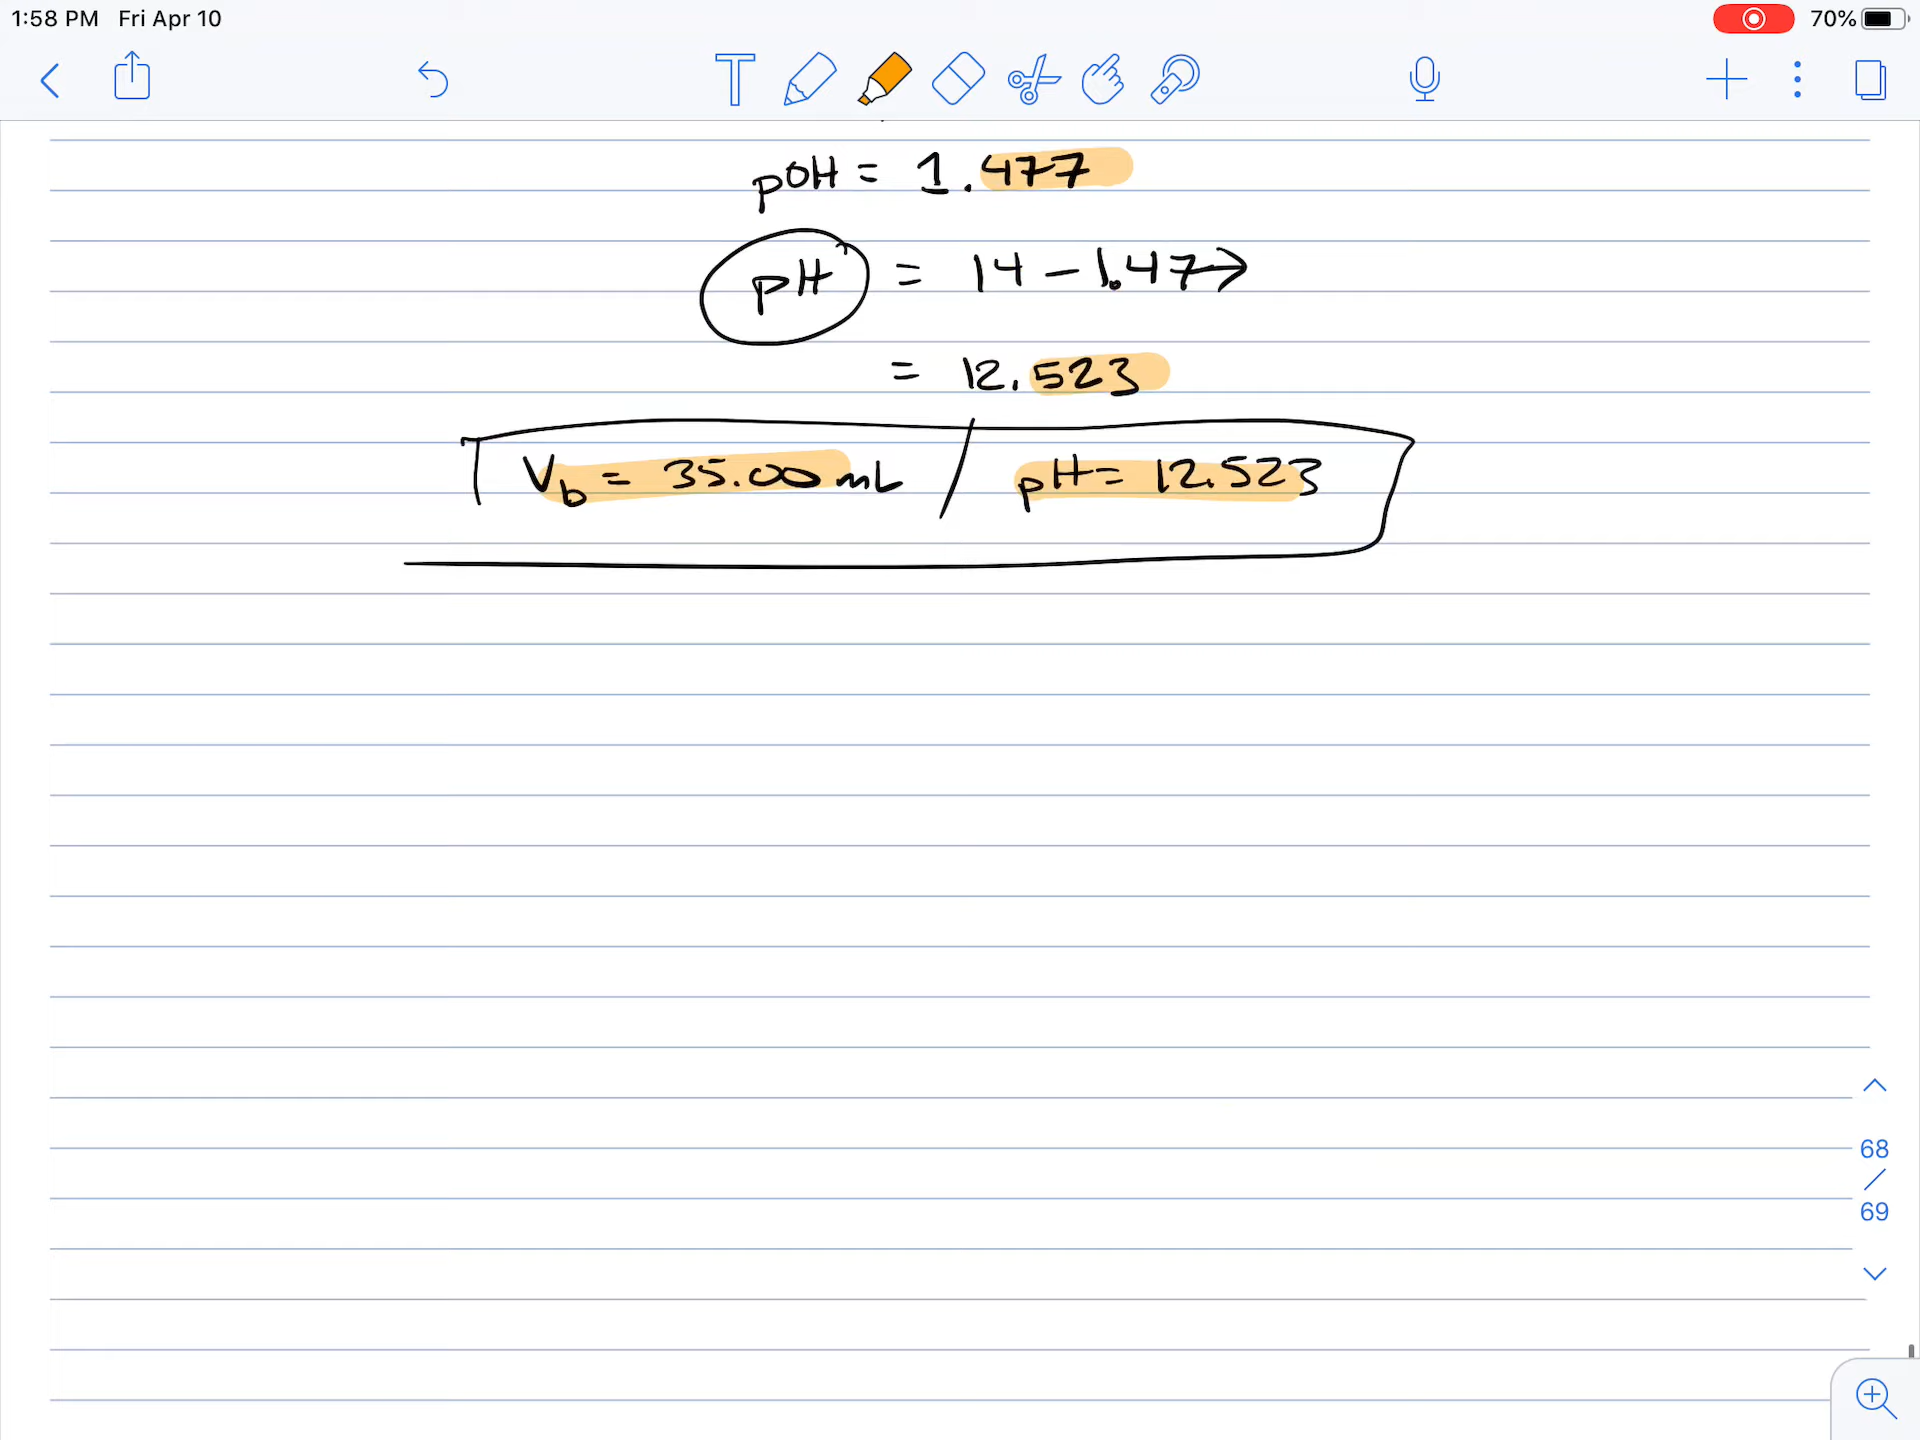 1:58 PM Fri Apr 10 70%
pOH = 1.477
pH = 14 - 1.47→
= 12.523
Vb = 35.00 mL / pH = 12.523
68
/
69